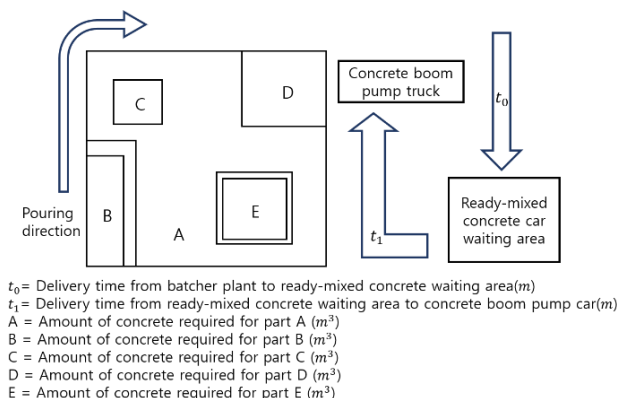 C
D
Concrete boom
pump truck
t₀
Pouring
direction
B
A
E
t₁
Ready-mixed
concrete car
waiting area
t₀= Delivery time from batcher plant to ready-mixed concrete waiting area(m)
t₁= Delivery time from ready-mixed concrete waiting area to concrete boom pump car(m)
A = Amount of concrete required for part A (m³)
B = Amount of concrete required for part B (m³)
C = Amount of concrete required for part C (m³)
D = Amount of concrete required for part D (m³)
E = Amount of concrete required for part E (m³)